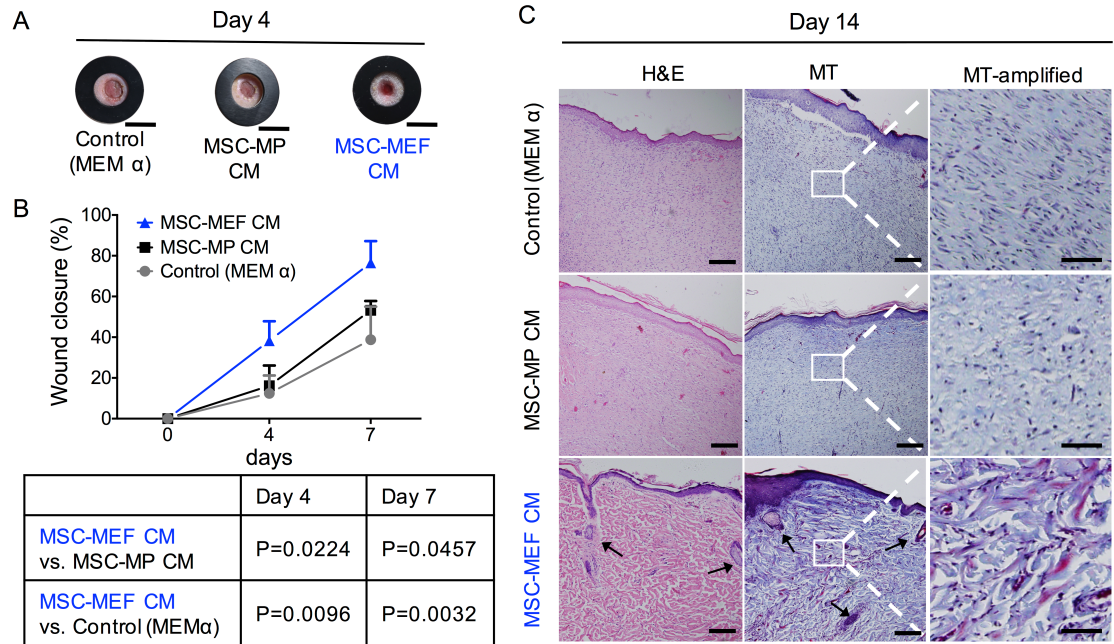 A
Day 4
Control
(MEM α)
MSC-MP
CM
MSC-MEF
CM
B
Wound closure (%)
100
80
60
40
20
0
MSC-MEF CM
MSC-MP CM
Control (MEM α)
0
4
7
days
Day 4
Day 7
MSC-MEF CM
vs. MSC-MP CM
P=0.0224
P=0.0457
MSC-MEF CM
vs. Control (MEMα)
P=0.0096
P=0.0032
C
Day 14
H&E
MT
MT-amplified
Control (MEM α)
MSC-MP CM
MSC-MEF CM